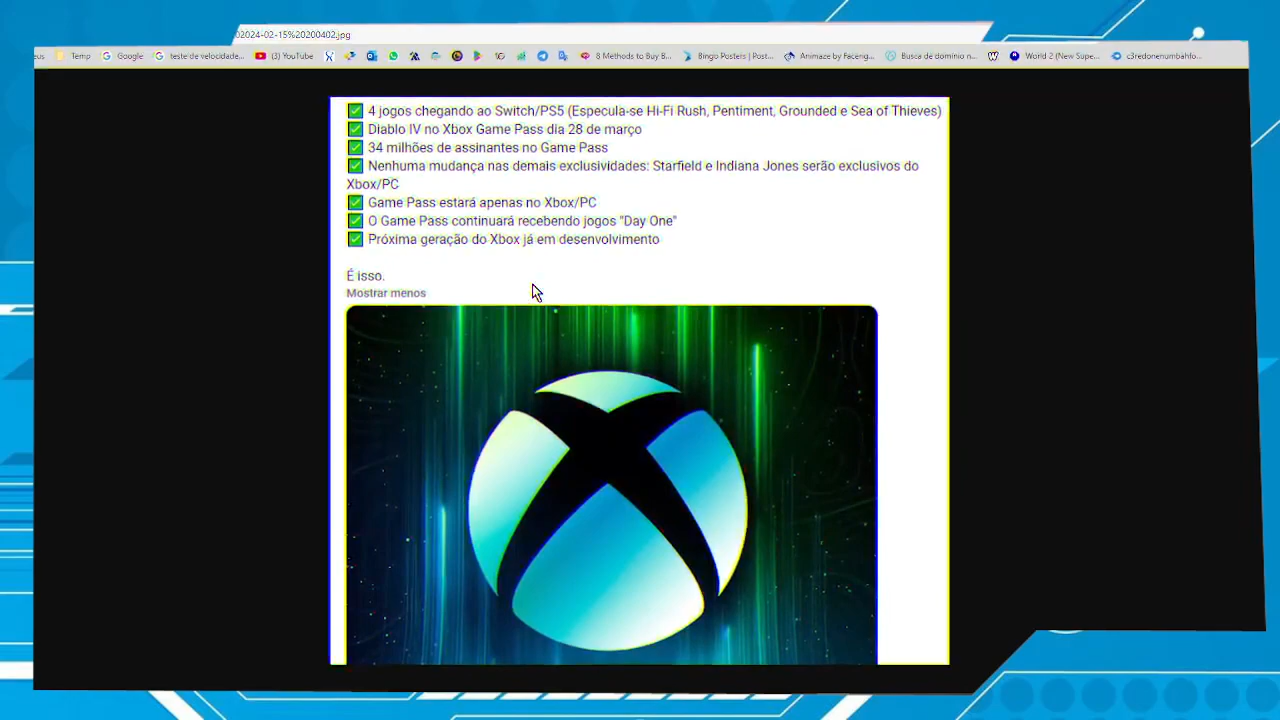 02024-02-15%20200402.jpg
eus Temp Google teste de velocidade... (3) YouTube 8 Methods to Buy B... Bingo Posters | Post... Animaze by Faceng... Busca de domínio n... World 2 (New Supe... c3redonenumbahfo...
✅ 4 jogos chegando ao Switch/PS5 (Especula-se Hi-Fi Rush, Pentiment, Grounded e Sea of Thieves)
✅ Diablo IV no Xbox Game Pass dia 28 de março
✅ 34 milhões de assinantes no Game Pass
✅ Nenhuma mudança nas demais exclusividades: Starfield e Indiana Jones serão exclusivos do
Xbox/PC
✅ Game Pass estará apenas no Xbox/PC
✅ O Game Pass continuará recebendo jogos "Day One"
✅ Próxima geração do Xbox já em desenvolvimento
É isso.
Mostrar menos